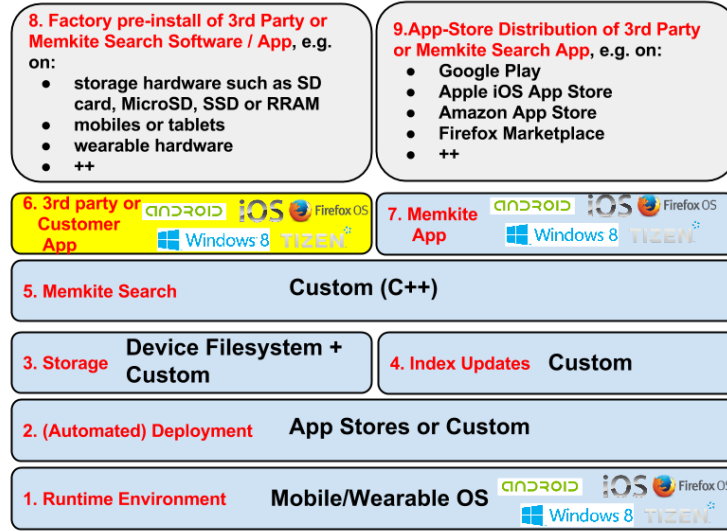 8. Factory pre-install of 3rd Party or
Memkite Search Software / App, e.g.
on:
● storage hardware such as SD
card, MicroSD, SSD or RRAM
● mobiles or tablets
● wearable hardware
● ++
9.App-Store Distribution of 3rd Party
or Memkite Search App, e.g. on:
● Google Play
● Apple iOS App Store
● Amazon App Store
● Firefox Marketplace
● ++
6. 3rd party or
Customer
App
ANDROID iOS Firefox OS
Windows 8 TIZEN
7. Memkite
App
ANDROID iOS Firefox OS
Windows 8 TIZEN
5. Memkite Search Custom (C++)
3. Storage Device Filesystem +
Custom
4. Index Updates Custom
2. (Automated) Deployment App Stores or Custom
1. Runtime Environment Mobile/Wearable OS
ANDROID iOS Firefox OS
Windows 8 TIZEN